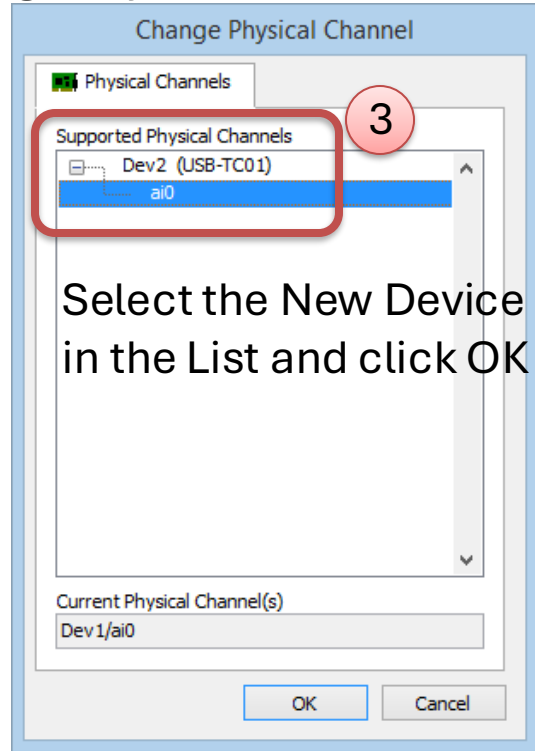 Change Physical Channel
Physical Channels
3
Supported Physical Channels
Dev2 (USB-TC01)
ai0
Select the New Device
in the List and click OK
Current Physical Channel(s)
Dev1/ai0
OK
Cancel